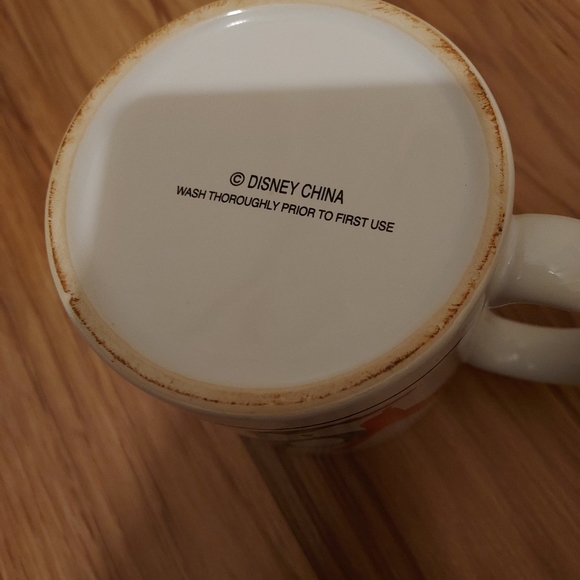 © DISNEY CHINA
WASH THOROUGHLY PRIOR TO FIRST USE